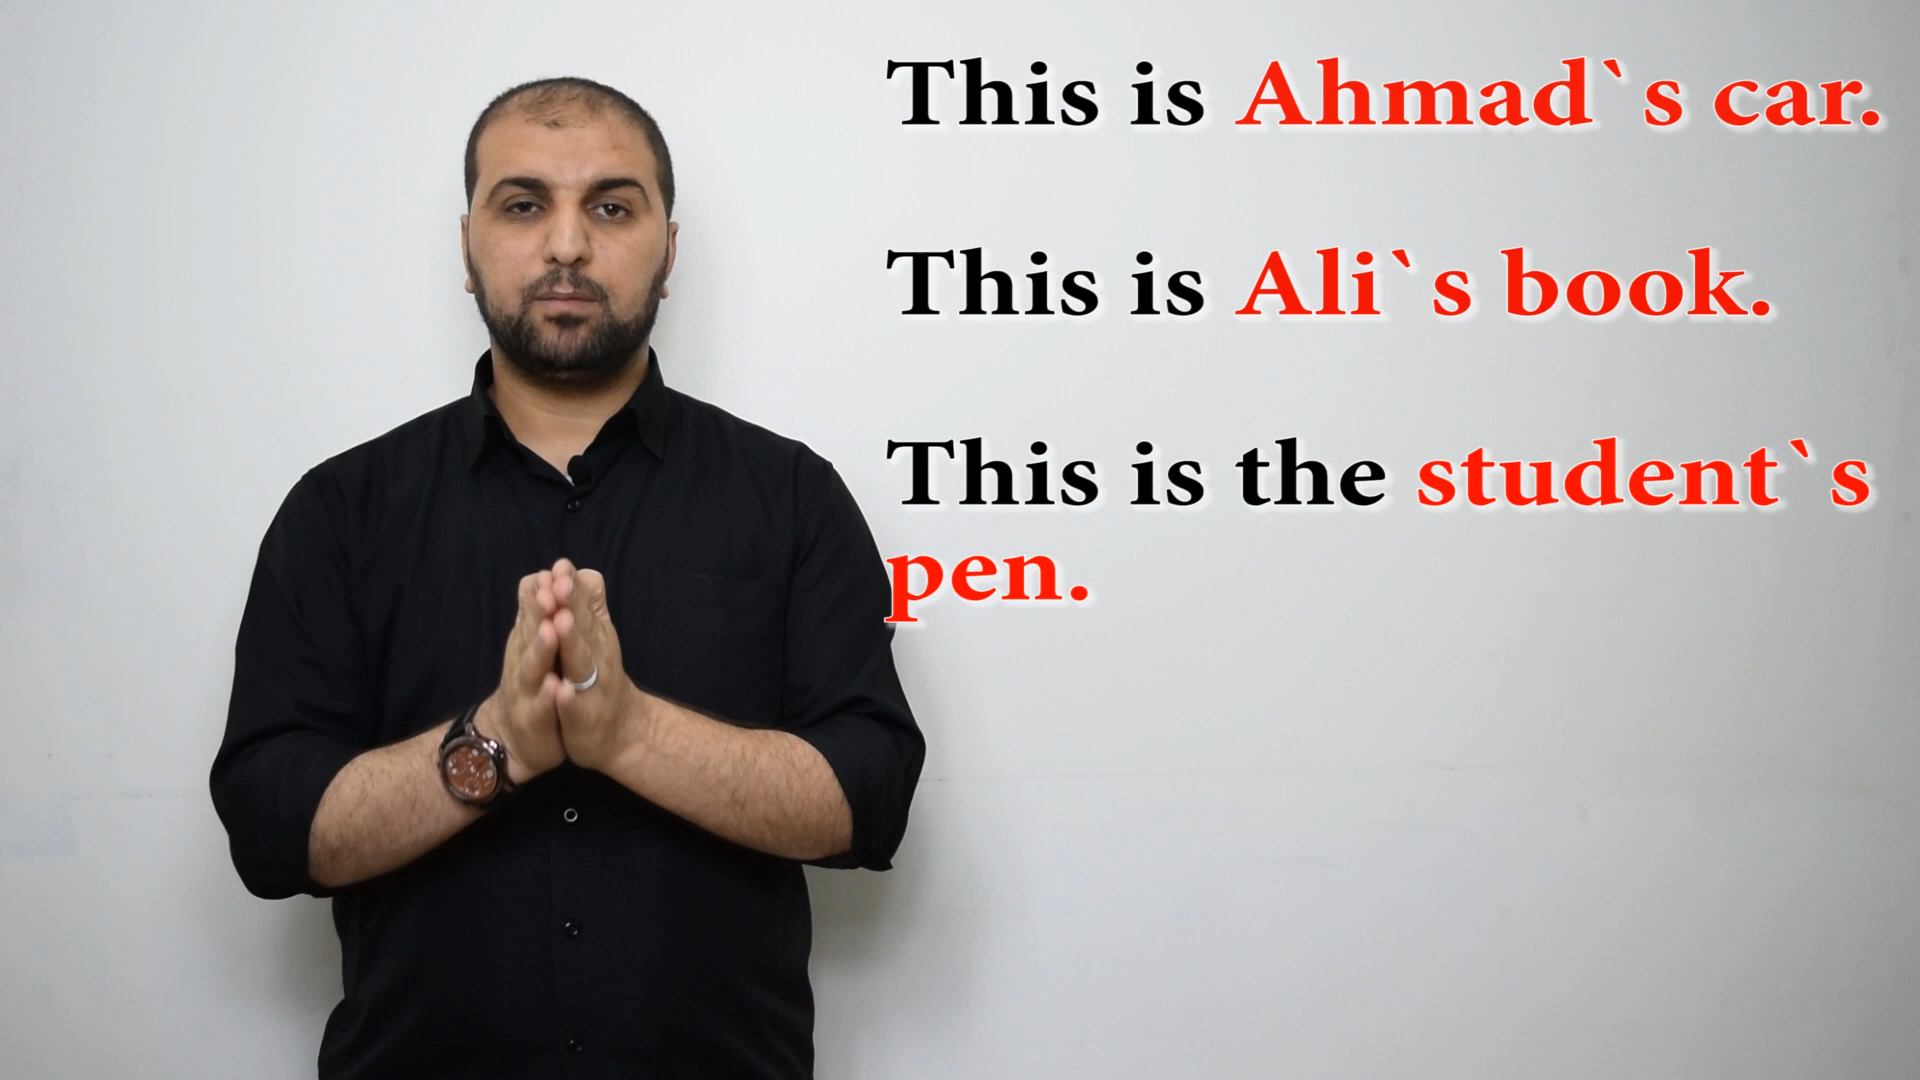 This is Ahmad`s car.
This is Ali`s book.
This is the student`s
pen.